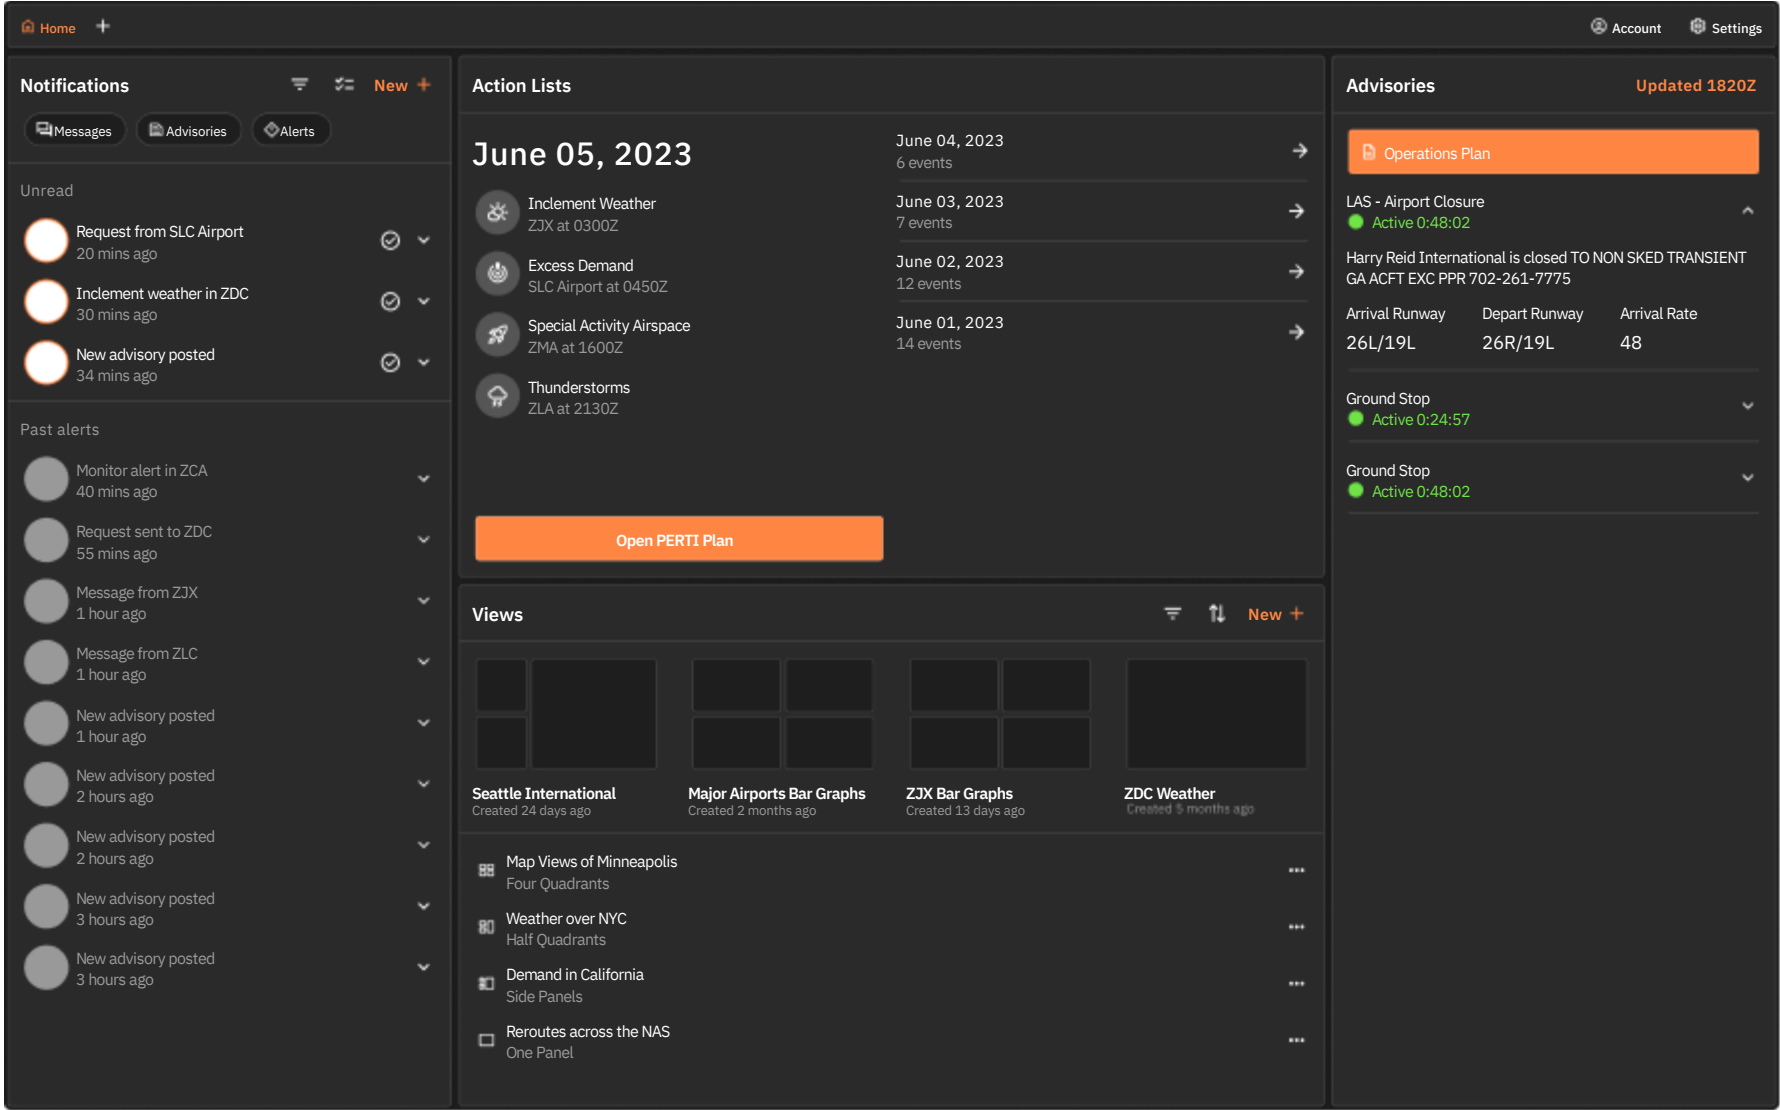 Home
Account
Settings
Notifications
New
Messages
Advisories
Alerts
Unread
Request from SLC Airport
20 mins ago
Inclement weather in ZDC
30 mins ago
New advisory posted
34 mins ago
Past alerts
Monitor alert in ZCA
40 mins ago
Request sent to ZDC
55 mins ago
Message from ZJX
1 hour ago
Message from ZLC
1 hour ago
New advisory posted
1 hour ago
New advisory posted
2 hours ago
New advisory posted
2 hours ago
New advisory posted
3 hours ago
New advisory posted
3 hours ago
Action Lists
June 05, 2023
Inclement Weather
ZJX at 0300Z
Excess Demand
SLC Airport at 0450Z
Special Activity Airspace
ZMA at 1600Z
Thunderstorms
ZLA at 2130Z
Open PERTI Plan
June 04, 2023
6 events
June 03, 2023
7 events
June 02, 2023
12 events
June 01, 2023
14 events
Views
New
Seattle International
Created 24 days ago
Major Airports Bar Graphs
Created 2 months ago
ZJX Bar Graphs
Created 13 days ago
ZDC Weather
Created 5 months ago
Map Views of Minneapolis
Four Quadrants
Weather over NYC
Half Quadrants
Demand in California
Side Panels
Reroutes across the NAS
One Panel
Advisories
Updated 1820Z
Operations Plan
LAS - Airport Closure
Active 0:48:02
Harry Reid International is closed TO NON SKED TRANSIENT
GA ACFT EXC PPR 702-261-7775
Arrival Runway Depart Runway Arrival Rate
26L/19L 26R/19L 48
Ground Stop
Active 0:24:57
Ground Stop
Active 0:48:02